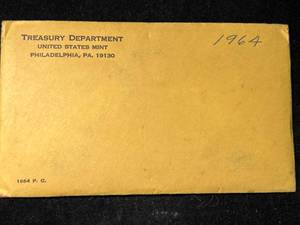 TREASURY DEPARTMENT
1964
UNITED STATES MINT
PHILADELPHIA, PA. 19130
1964 P. C.